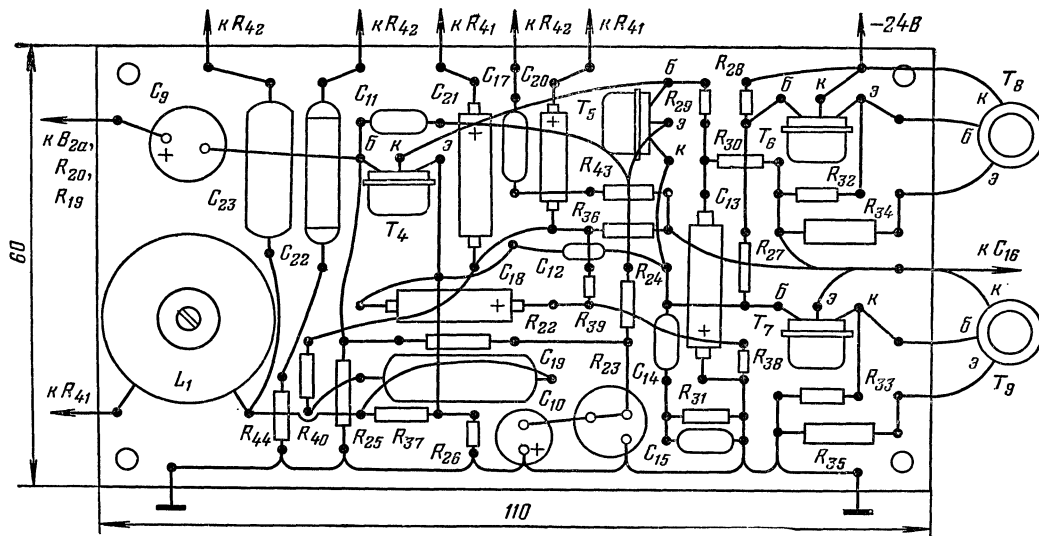 к R42
к R42
к R41
к R42
к R41
−24В
C9
C11
C21
C17
C20
T5
б
R29
R28
б
к
э
T8
к В2а,
R20,
R19
+
б
к
э
э
к
R30
T6
к
б
э
60
C23
T4
R43
C13
R32
R34
R36
C22
C18
C12
R24
R27
к C16
+
R22
R39
б
э
к
T7
к
б
э
L1
C19
R23
C14
+
R38
T9
к R41
C10
R31
R33
R44
R40
R25
R37
R26
+
C15
R35
110